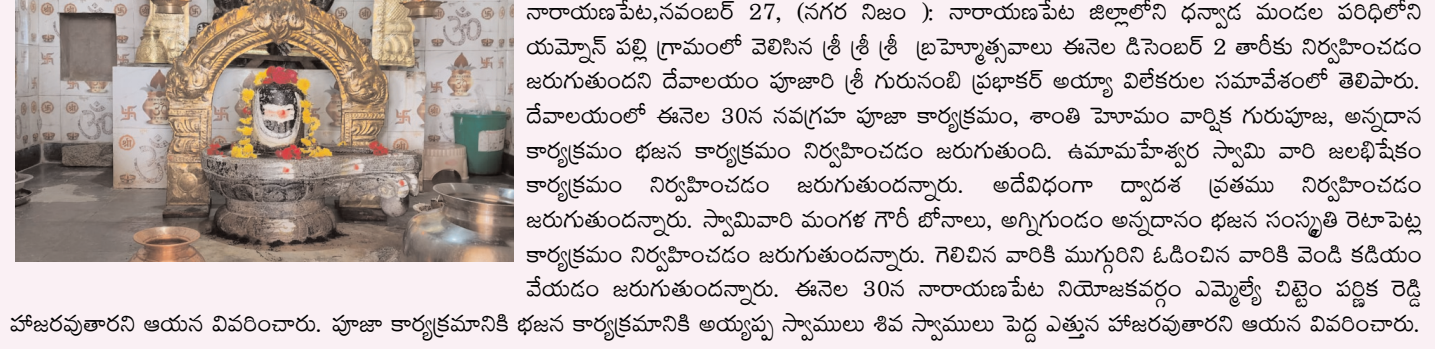 నారాయణపేట,నవంబర్ 27, (నగర నిజం ): నారాయణపేట జిల్లాలోని ధన్వాడ మండల పరిధిలోని
యమ్నోన్ పల్లి గ్రామంలో వెలిసిన శ్రీ శ్రీ శ్రీ బ్రహ్మోత్సవాలు ఈనెల డిసెంబర్ 2 తారీకు నిర్వహించడం
జరుగుతుందని దేవాలయం పూజారి శ్రీ గురునంబి ప్రభాకర్ అయ్యా విలేకరుల సమావేశంలో తెలిపారు.
దేవాలయంలో ఈనెల 30న నవగ్రహ పూజా కార్యక్రమం, శాంతి హెూమం వార్షిక గురుపూజ, అన్నదాన
కార్యక్రమం భజన కార్యక్రమం నిర్వహించడం జరుగుతుంది. ఉమామహేశ్వర స్వామి వారి జలభిషేకం
కార్యక్రమం నిర్వహించడం జరుగుతుందన్నారు. అదేవిధంగా ద్వాదశ వ్రతము నిర్వహించడం
జరుగుతుందన్నారు. స్వామివారి మంగళ గౌరీ బోనాలు, అగ్నిగుండం అన్నదానం భజన సంస్కృతి రెటాపెట్ల
కార్యక్రమం నిర్వహించడం జరుగుతుందన్నారు. గెలిచిన వారికి ముగ్గురిని ఓడించిన వారికి వెండి కడియం
వేయడం జరుగుతుందన్నారు. ఈనెల 30న నారాయణపేట నియోజకవర్గం ఎమ్మెల్యే చిట్టెం పర్ణిక రెడ్డి
హాజరవుతారని ఆయన వివరించారు. పూజా కార్యక్రమానికి భజన కార్యక్రమానికి అయ్యప్ప స్వాములు శివ స్వాములు పెద్ద ఎత్తున హాజరవుతారని ఆయన వివరించారు.